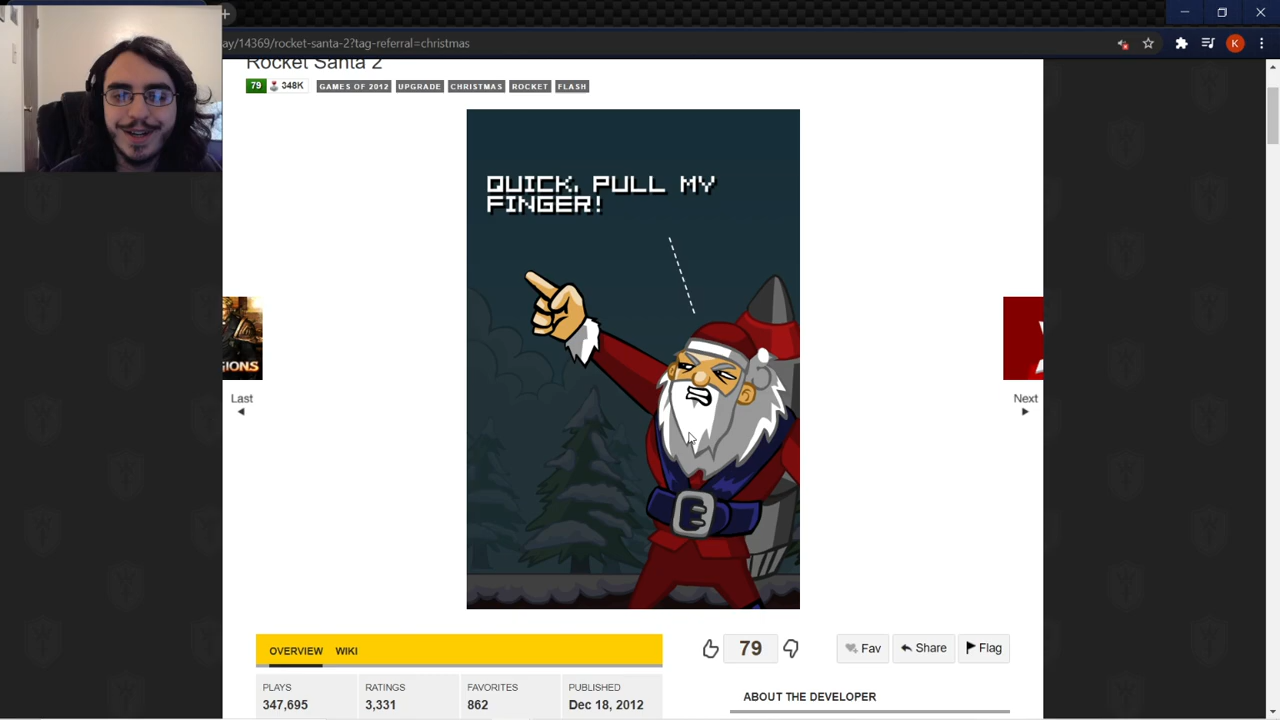 ay/14369/rocket-santa-2?tag-referral=christmas
K
Rocket Santa 2
79 348K GAMES OF 2012 UPGRADE CHRISTMAS ROCKET FLASH
QUICK, PULL MY
FINGER!
IONS
Last
Next
E
OVERVIEW WIKI
79 Fav Share Flag
PLAYS RATINGS FAVORITES PUBLISHED
347,695 3,331 862 Dec 18, 2012
ABOUT THE DEVELOPER